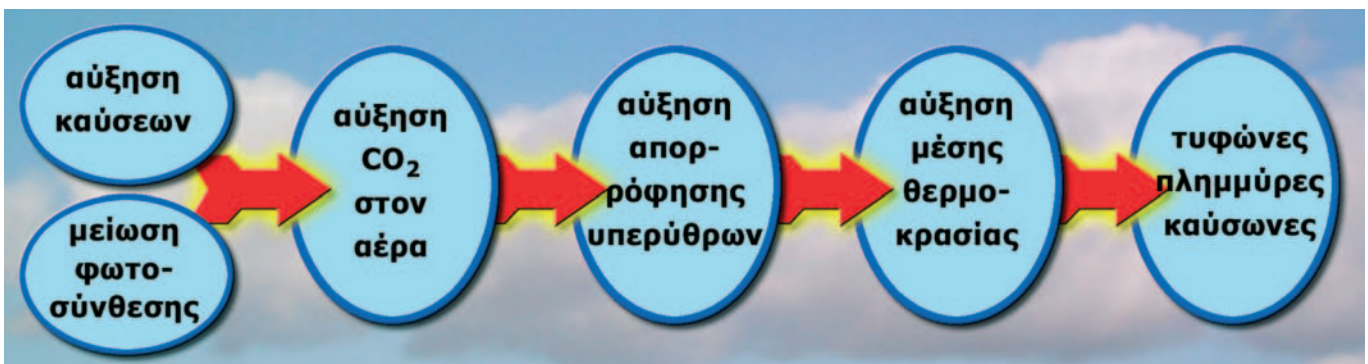 αύξηση
καύσεων
μείωση
φωτο-
σύνθεσης
αύξηση
CO₂
στον
αέρα
αύξηση
απορ-
ρόφησης
υπερύθρων
αύξηση
μέσης
θερμο-
κρασίας
τυφώνες
πλημμύρες
καύσωνες